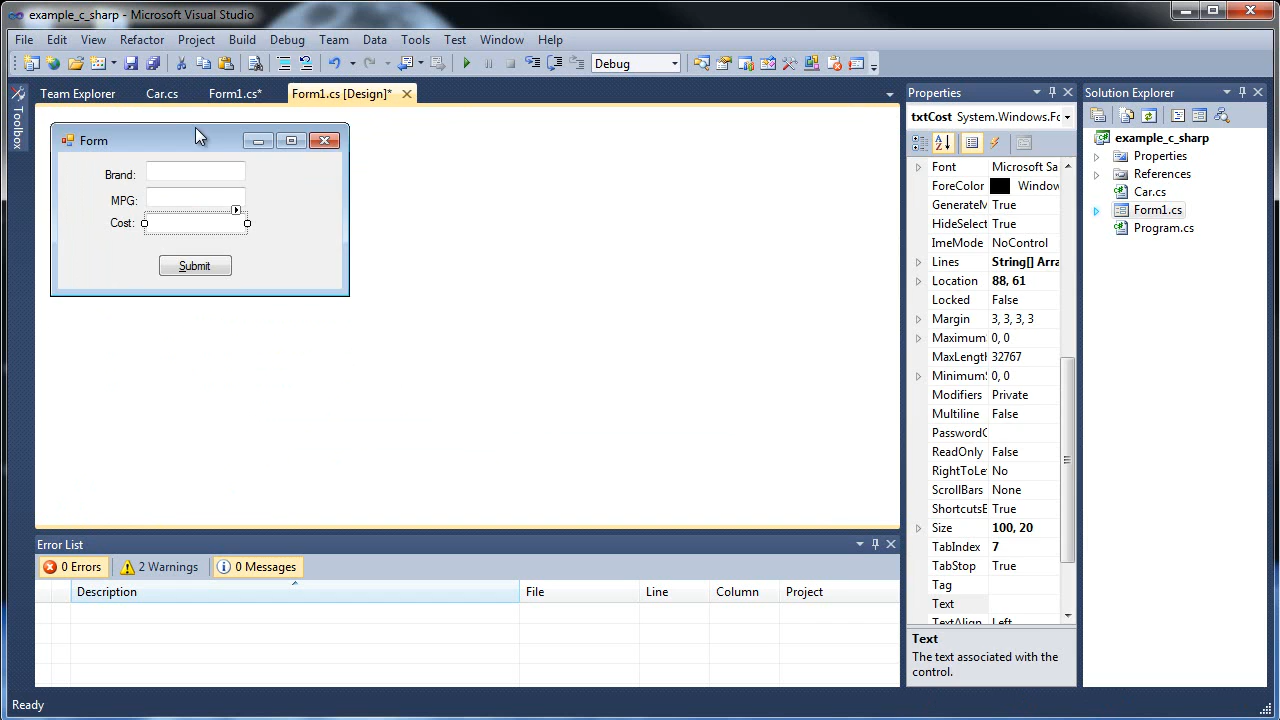 example_c_sharp - Microsoft Visual Studio
File Edit View Refactor Project Build Debug Team Data Tools Test Window Help
Debug
Toolbox
Team Explorer Car.cs Form1.cs* Form1.cs [Design]*
Form
Brand:
MPG:
Cost:
Submit
Properties
txtCost System.Windows.Fo
Font Microsoft Sa
ForeColor Window
GenerateM True
HideSelect True
ImeMode NoControl
Lines String[] Arra
Location 88, 61
Locked False
Margin 3, 3, 3, 3
Maximum 0, 0
MaxLength 32767
MinimumS 0, 0
Modifiers Private
Multiline False
PasswordC
ReadOnly False
RightToLe No
ScrollBars None
ShortcutsE True
Size 100, 20
TabIndex 7
TabStop True
Tag
Text
TextAlign Left
Text
The text associated with the
control.
Solution Explorer
example_c_sharp
Properties
References
Car.cs
Form1.cs
Program.cs
Error List
0 Errors 2 Warnings 0 Messages
Description File Line Column Project
Ready